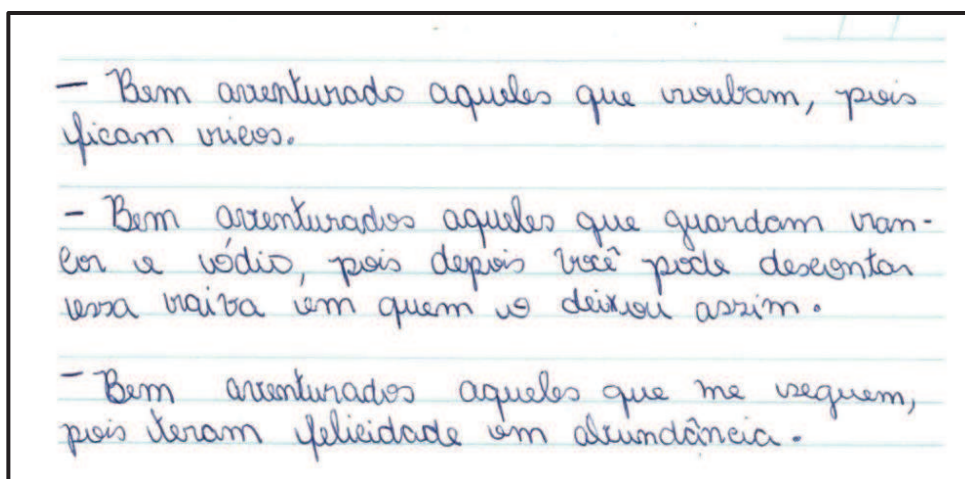 — Bem aventurado aqueles que roubam, pois
ficam ricos.
— Bem aventurados aqueles que guardam ran-
cor e ódio, pois depois você pode descontar
essa raiva em quem o deixou assim.
— Bem aventurados aqueles que me seguem,
pois teram felicidade em abundância.